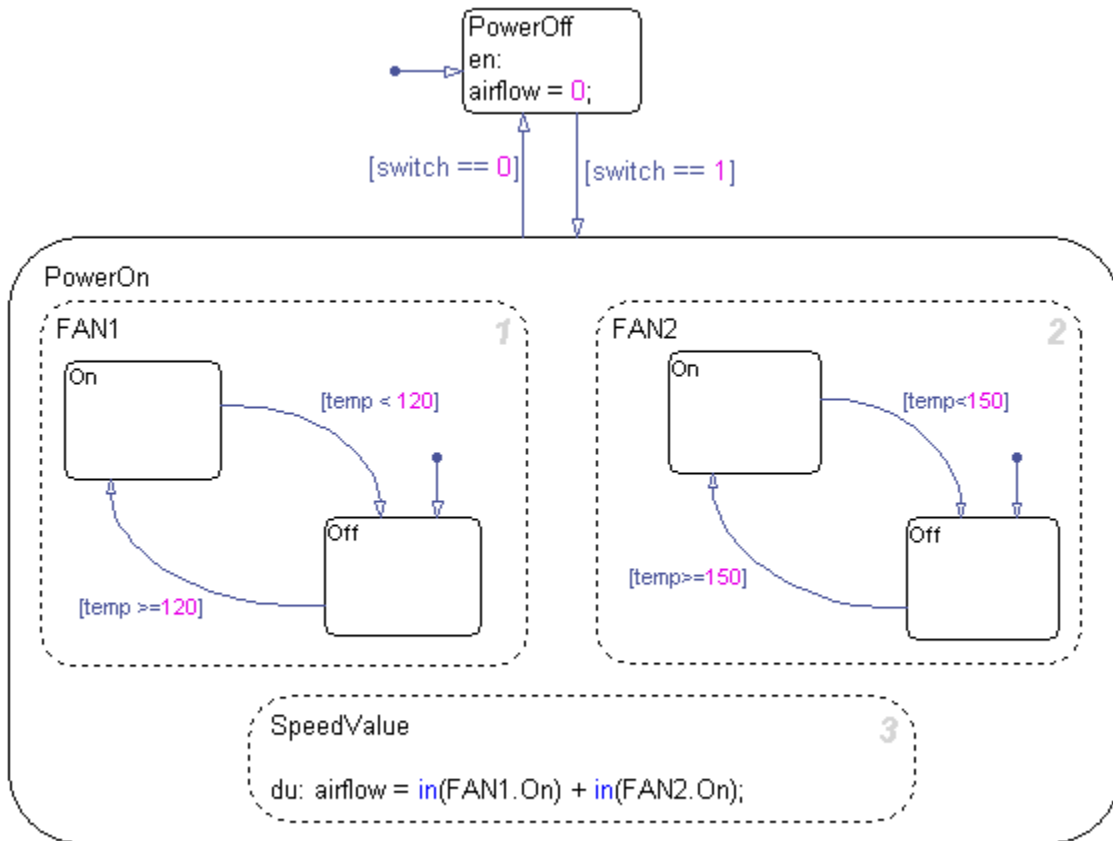 PowerOff
en:
airflow = 0;
[switch == 0]
[switch == 1]
PowerOn
FAN1
1
On
[temp < 120]
Off
[temp >=120]
FAN2
2
On
[temp<150]
Off
[temp>=150]
SpeedValue
3
du: airflow = in(FAN1.On) + in(FAN2.On);